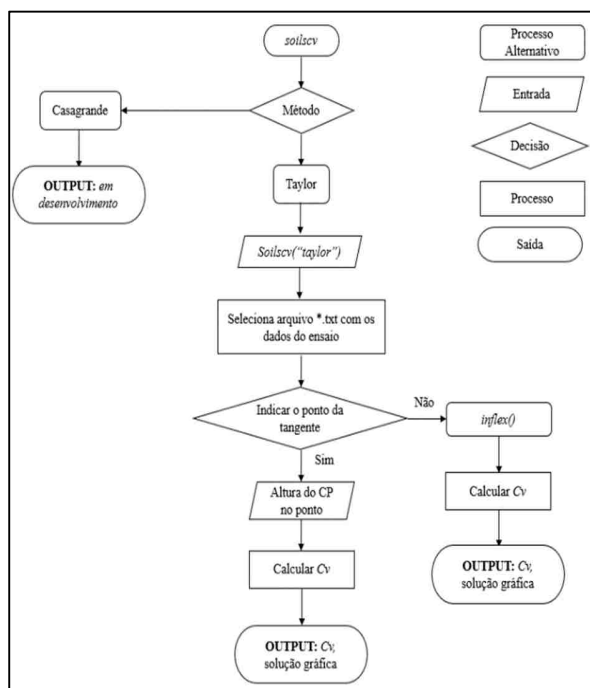 soilscv
Processo
Alternativo
Casagrande
Método
Entrada
OUTPUT: em
desenvolvimento
Taylor
Decisão
Processo
Soilscv("taylor")
Saída
Seleciona arquivo *.txt com os
dados do ensaio
Indicar o ponto da
tangente
Não
inflex()
Sim
Altura do CP
no ponto
Calcular Cv
Calcular Cv
OUTPUT: Cv,
solução gráfica
OUTPUT: Cv,
solução gráfica